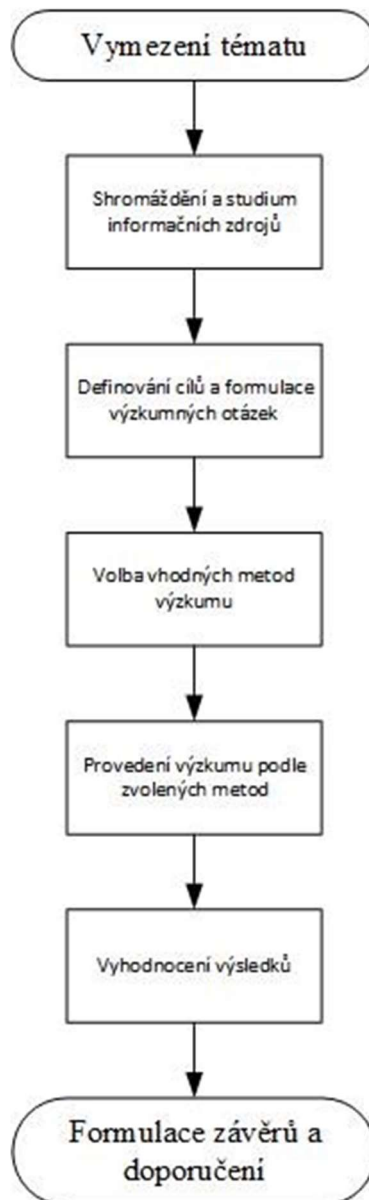 Vymezení tématu
Shromáždění a studium
informačních zdrojů
Definování cílů a formulace
výzkumných otázek
Volba vhodných metod
výzkumu
Provedení výzkumu podle
zvolených metod
Vyhodnocení výsledků
Formulace závěrů a
doporučení